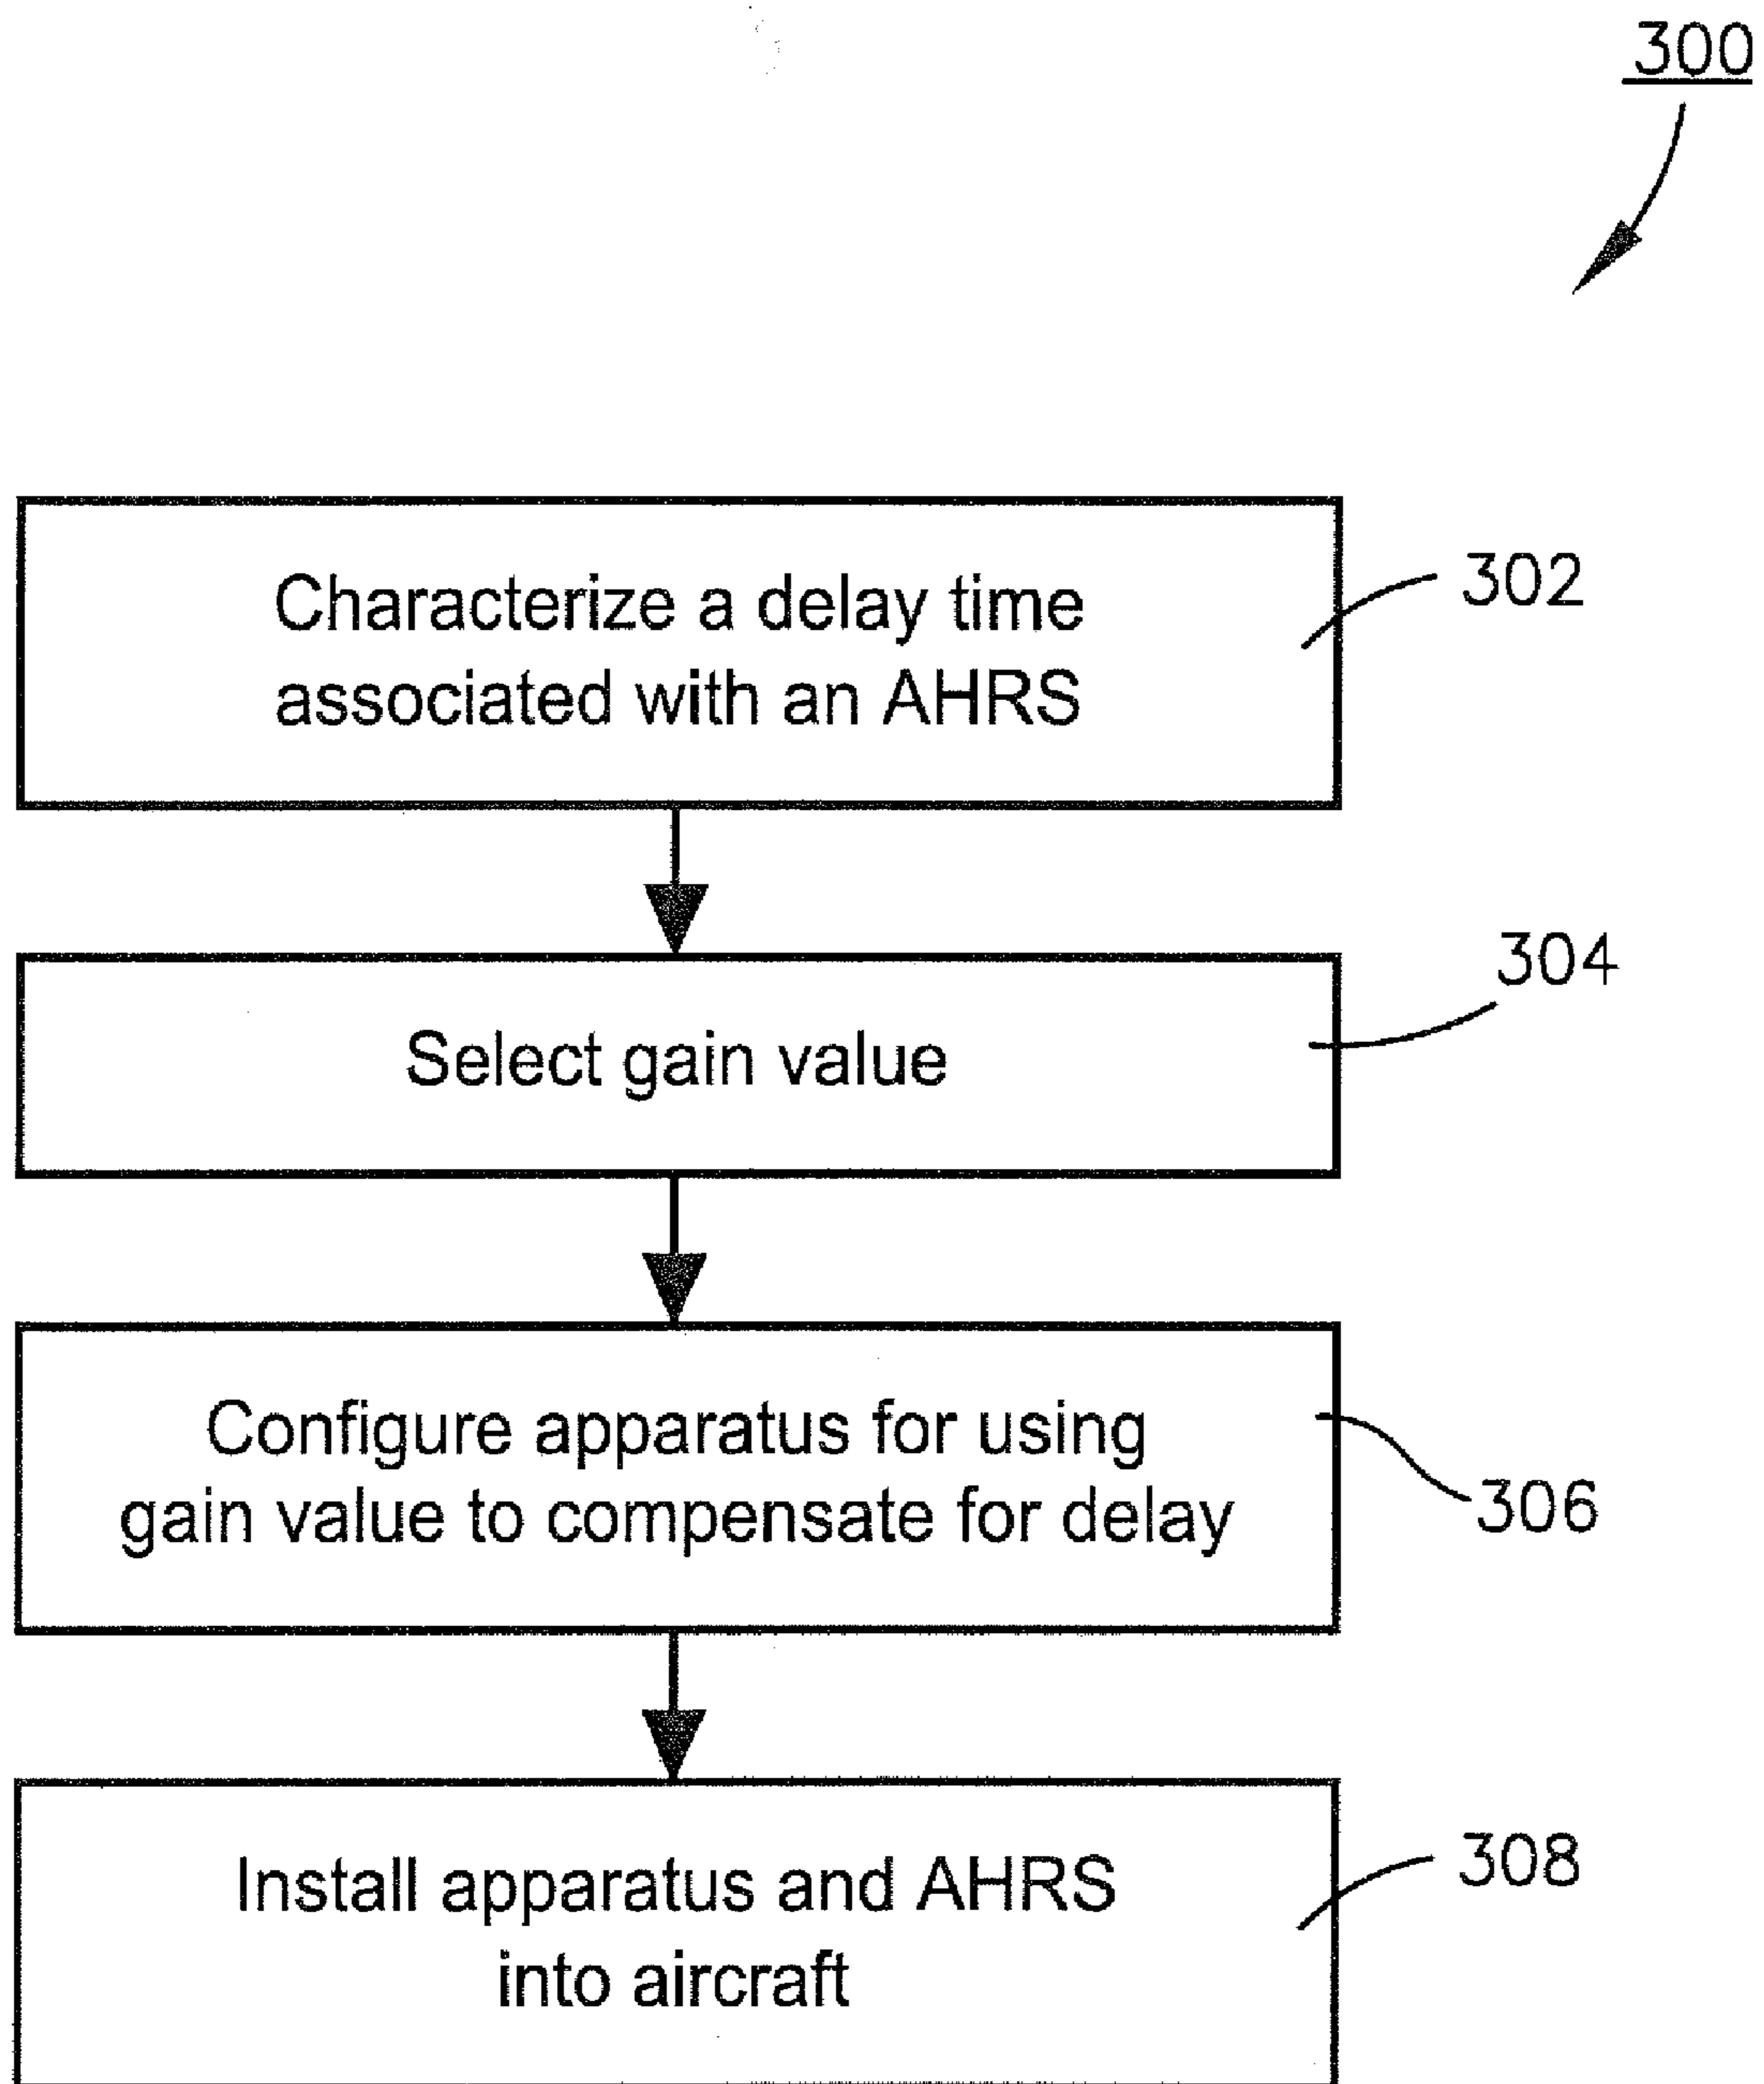 300
Characterize a delay time
associated with an AHRS
302
Select gain value
304
Configure apparatus for using
gain value to compensate for delay
306
Install apparatus and AHRS
into aircraft
308